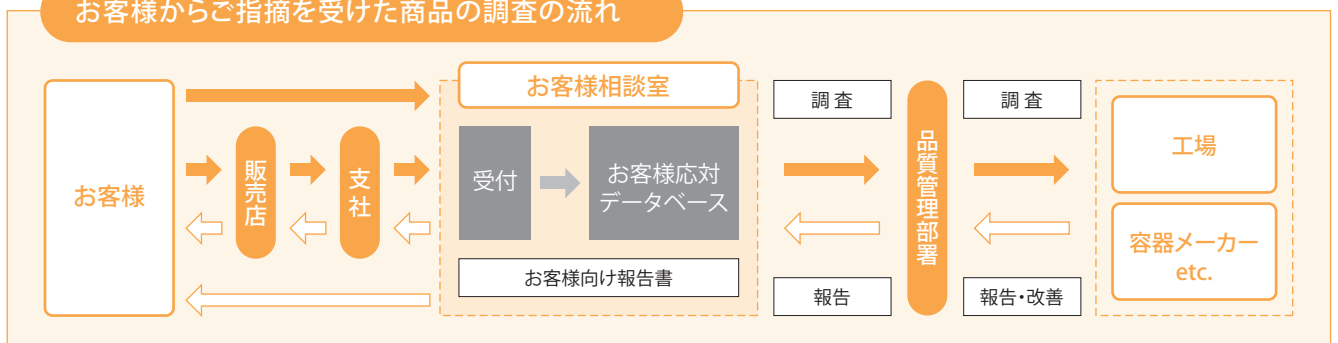 お客様からご指摘を受けた商品の調査の流れ
お客様
販売店
支社
お客様相談室
受付
お客様応対
データベース
お客様向け報告書
調査
報告
品質管理部署
調査
報告・改善
工場
容器メーカー
etc.